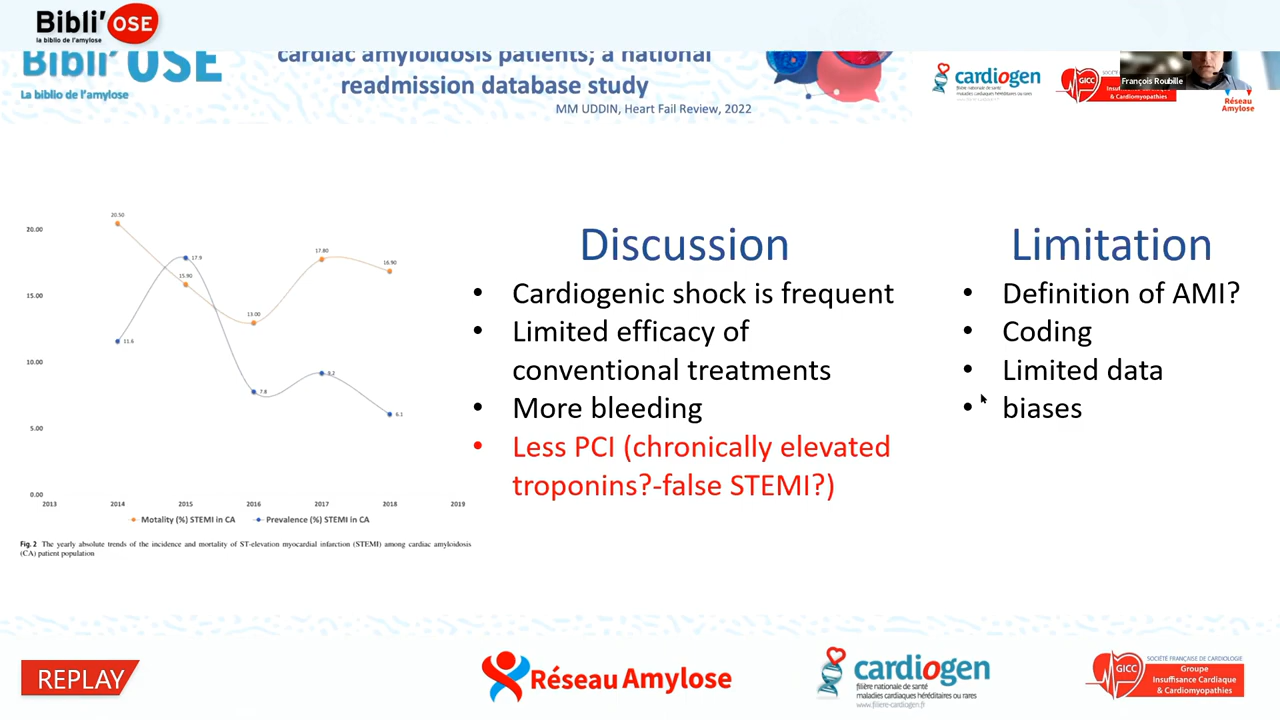 Bibli'OSE
la biblio de l'amylose
Bibli'OSE
La biblio de l'amylose
cardiac amyloidosis patients; a national
readmission database study
MM UDDIN, Heart Fail Review, 2022
cardiogen
filière nationale de santé
maladies cardiaques héréditaires ou rares
GICC
& Cardiomyopathies
François Roubille
Réseau
Amylose
20.00
15.00
10.00
5.00
0.00
20.50
15.90
13.00
17.80
16.90
11.6
17.9
7.8
9.2
6.1
2013
2014
2015
2016
2017
2018
2019
Motality (%) STEMI in CA
Prevalence (%) STEMI in CA
Fig. 2 The yearly absolute trends of the incidence and mortality of ST-elevation myocardial infarction (STEMI) among cardiac amyloidosis
(CA) patient population
Discussion
• Cardiogenic shock is frequent
• Limited efficacy of
conventional treatments
• More bleeding
• Less PCI (chronically elevated
troponins?-false STEMI?)
Limitation
• Definition of AMI?
• Coding
• Limited data
• biases
REPLAY
Réseau Amylose
cardiogen
filière nationale de santé
maladies cardiaques héréditaires ou rares
www.filiere-cardiogen.fr
GICC
SOCIÉTÉ FRANÇAISE DE CARDIOLOGIE
Groupe
Insuffisance Cardiaque
& Cardiomyopathies